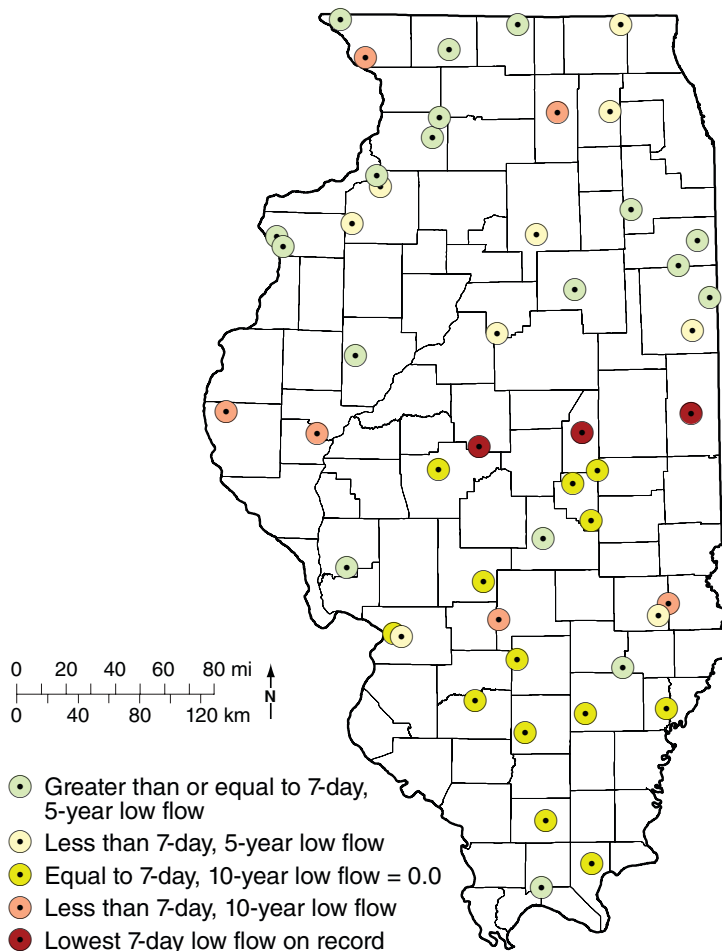 0 20 40 60 80 mi
N
0 40 80 120 km
Greater than or equal to 7-day,
5-year low flow
Less than 7-day, 5-year low flow
Equal to 7-day, 10-year low flow = 0.0
Less than 7-day, 10-year low flow
Lowest 7-day low flow on record